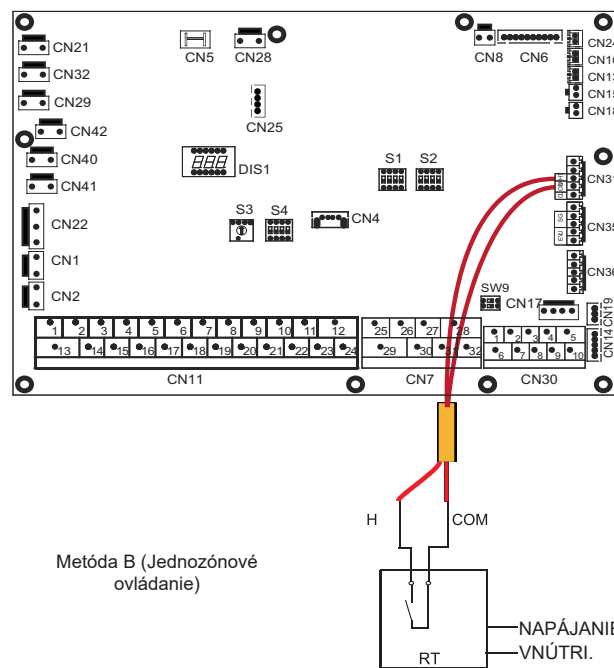 CN21
CN32
CN29
CN42
CN40
CN41
CN22
CN1
CN2
CN5
CN28
CN25
DIS1
S1 S2
S3 S4
CN4
CN8 CN6
CN24
CN16
CN13
CN15
CN18
CN31
CN35
CN36
SG
EVU
SW9
CN17
CN19
CN14
1 2 3 4 5 6 7 8 9 10 11 12
13 14 15 16 17 18 19 20 21 22 23 24
CN11
25 26 27 28
29 30 31 32
CN7
1 2 3 4 5
6 7 8 9 10
CN30
H COM
Metóda B (Jednozónové
ovládanie)
RT
NAPÁJANIE
VNÚTRI.